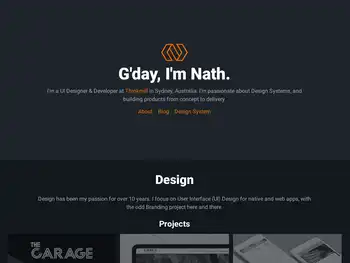 G'day, I'm Nath.
I'm a UI Designer & Developer at Thinkmill in Sydney, Australia. I'm passionate about Design Systems, and
building products from concept to delivery
About Blog Design System
Design
Design has been my passion for over 10 years. I focus on User Interface (UI) Design for native and web apps, with
the odd Branding project here and there.
Projects
THE
GARAGE